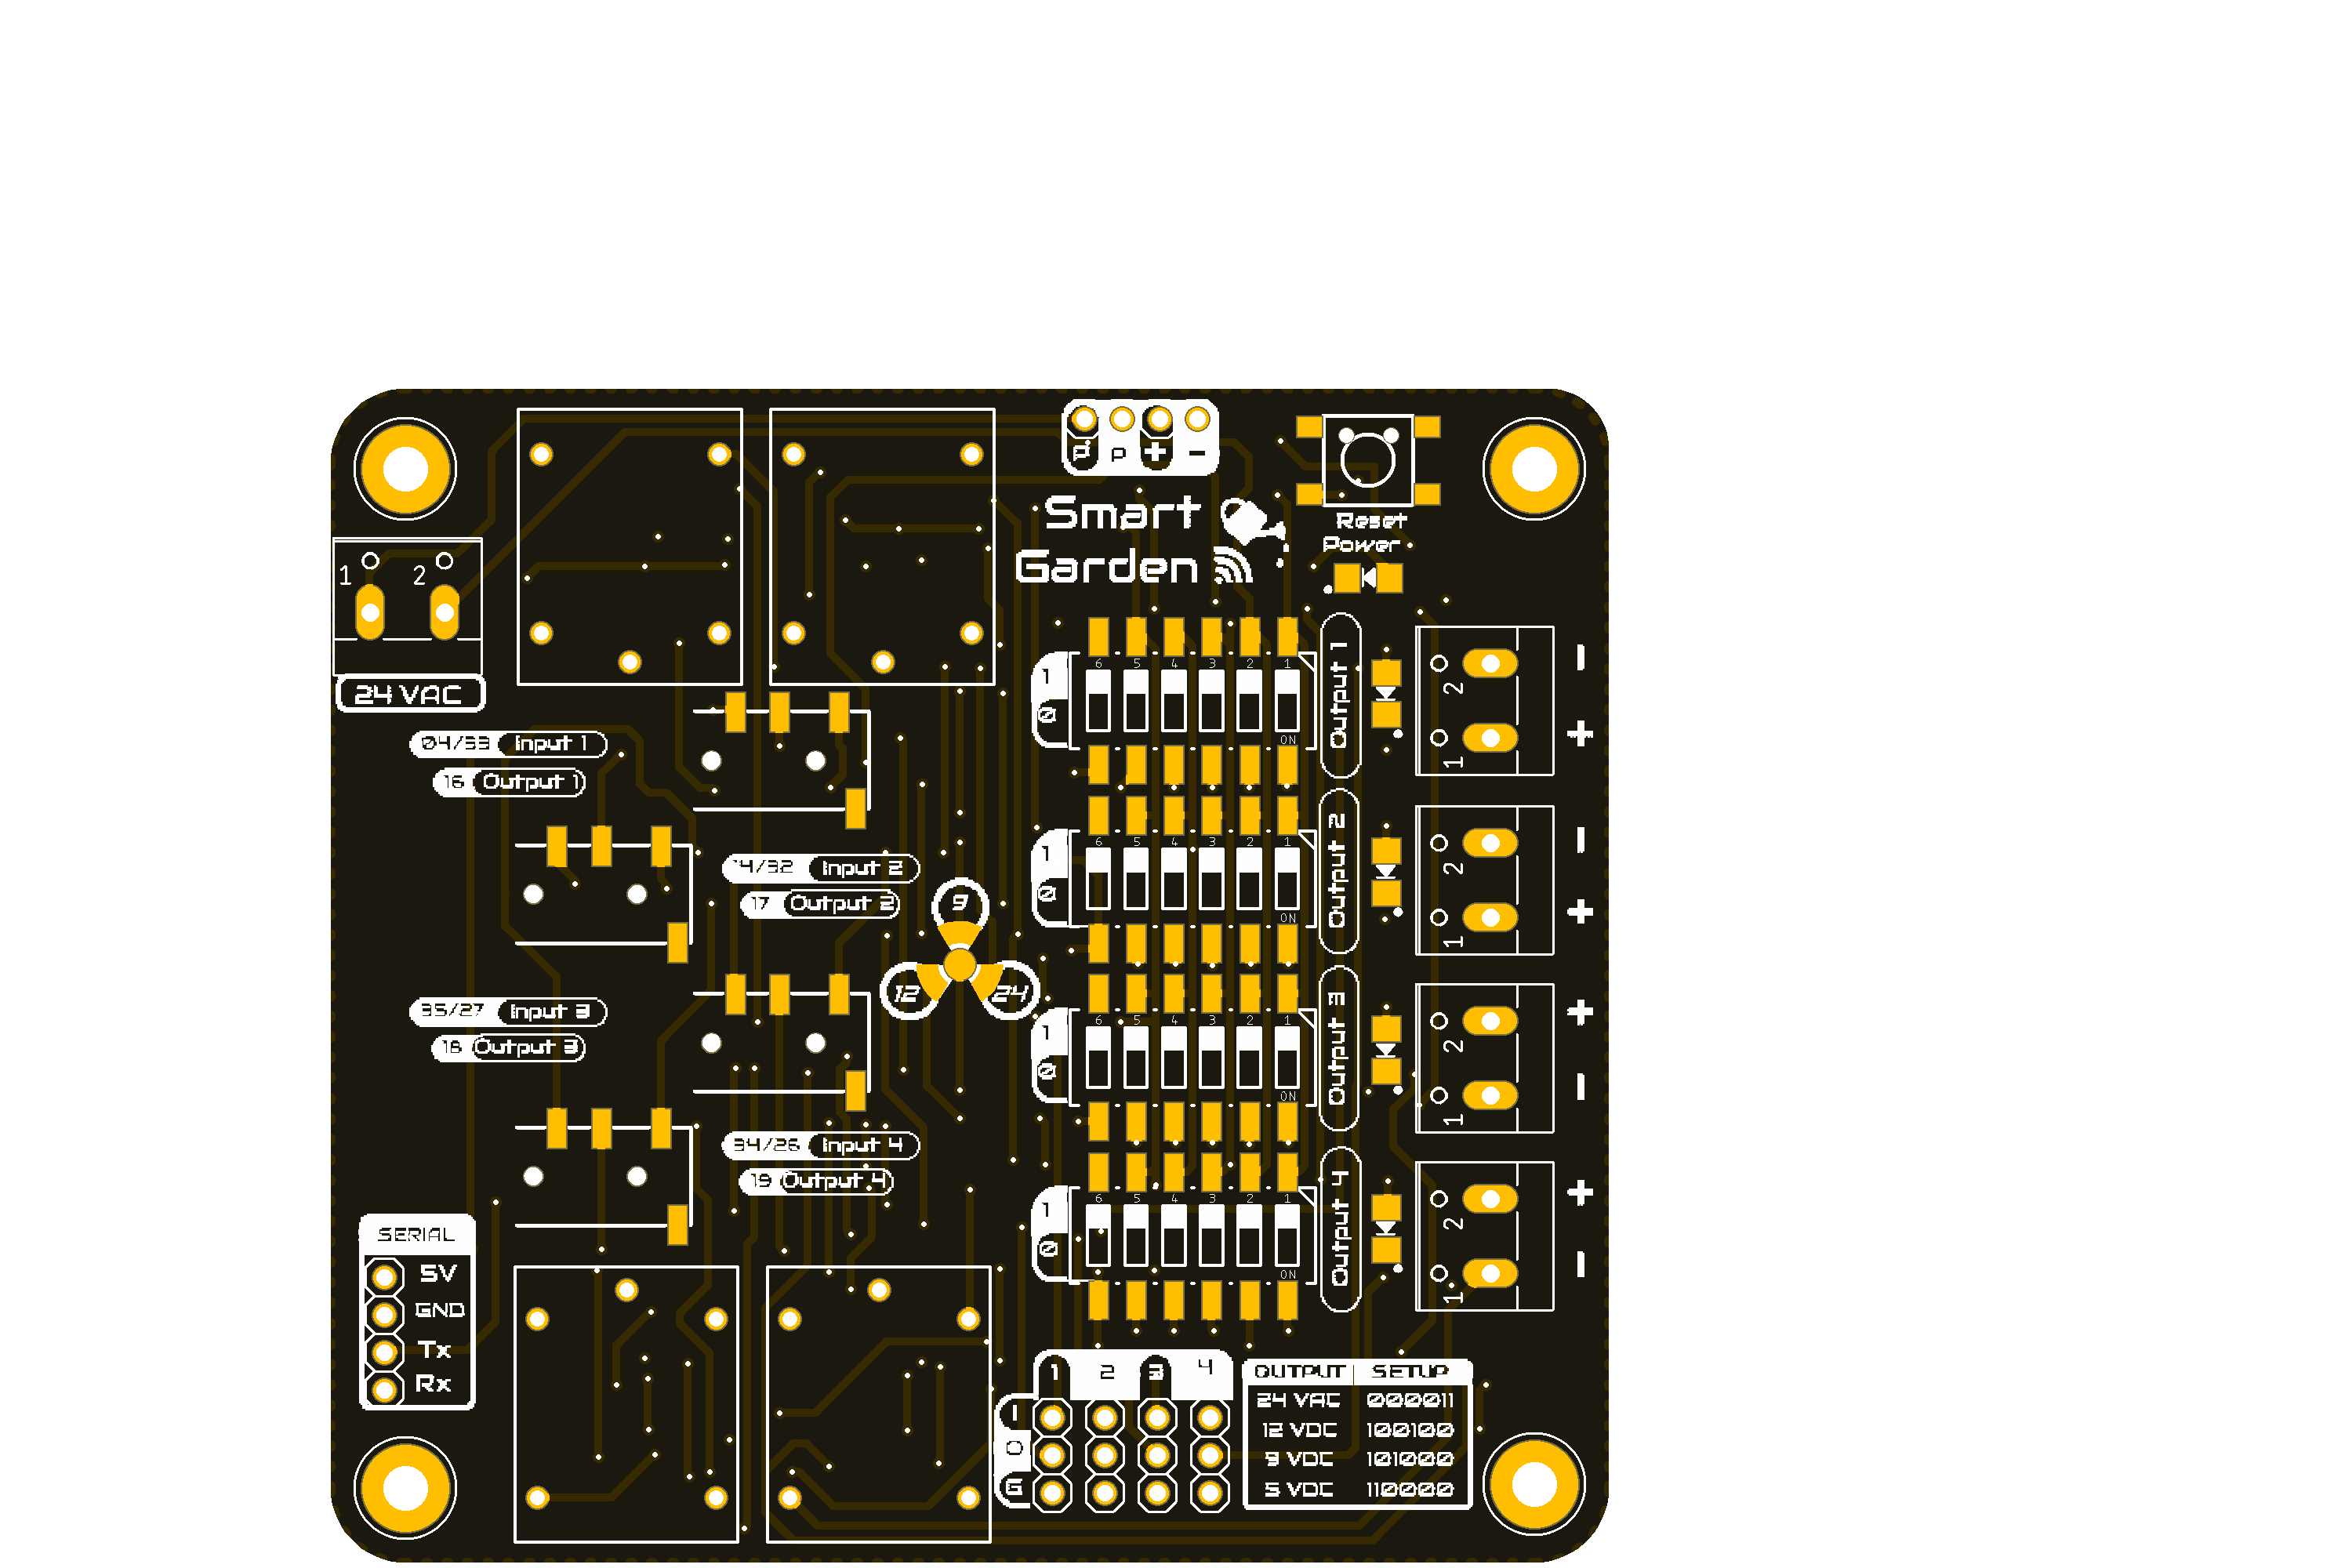 P P + -
Smart
Garden
Reset
Power
1 2
24 VAC
04/33 Input 1
16 Output 1
14/32 Input 2
17 Output 2
35/27 Input 3
18 Output 3
34/26 Input 4
19 Output 4
9
12 24
1
0
6 5 4 3 2 1
ON
Output 1
2
1
-
+
1
0
6 5 4 3 2 1
ON
Output 2
2
1
-
+
1
0
6 5 4 3 2 1
ON
Output 3
2
1
+
-
1
0
6 5 4 3 2 1
ON
Output 4
2
1
+
-
SERIAL
5V
GND
Tx
Rx
1 2 3 4
I
O
G
OUTPUT SETUP
24 VAC 000011
12 VDC 100100
9 VDC 101000
5 VDC 110000